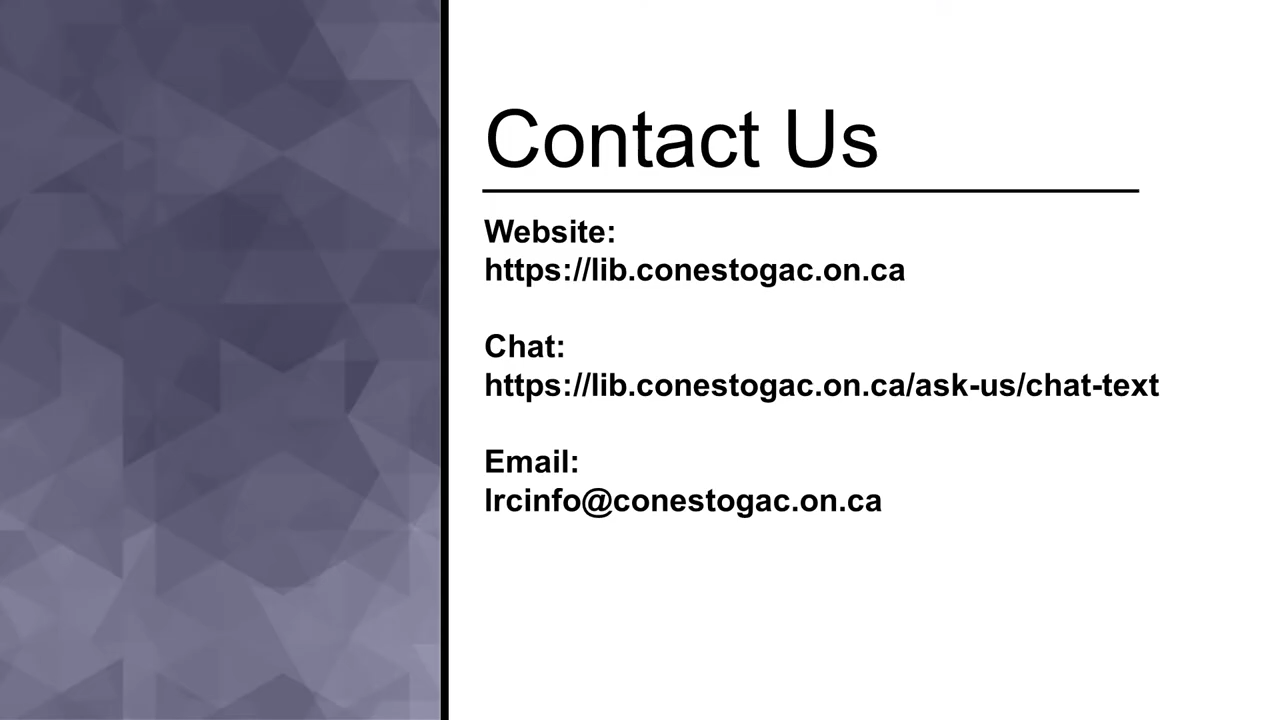 Contact Us
Website:
https://lib.conestogac.on.ca
Chat:
https://lib.conestogac.on.ca/ask-us/chat-text
Email:
lrcinfo@conestogac.on.ca